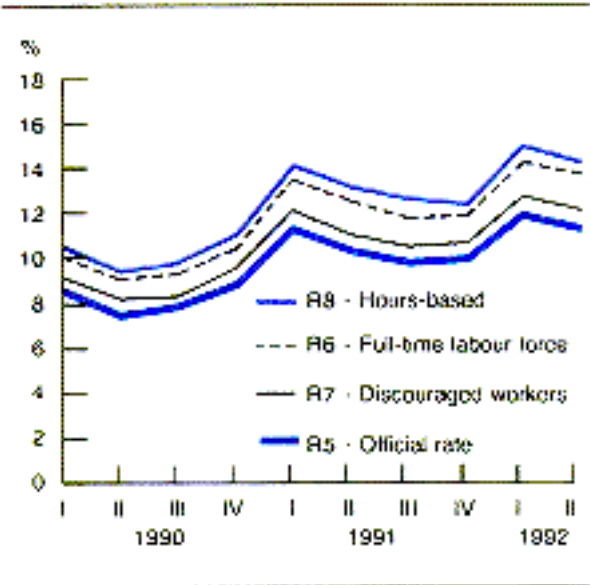 %
18
16
14
12
10
8
6
4
2
0
R8 - Hours-based
R6 - Full-time labour force
R7 - Discouraged workers
R5 - Official rate
I II III IV I II III IV I II
1990 1991 1992